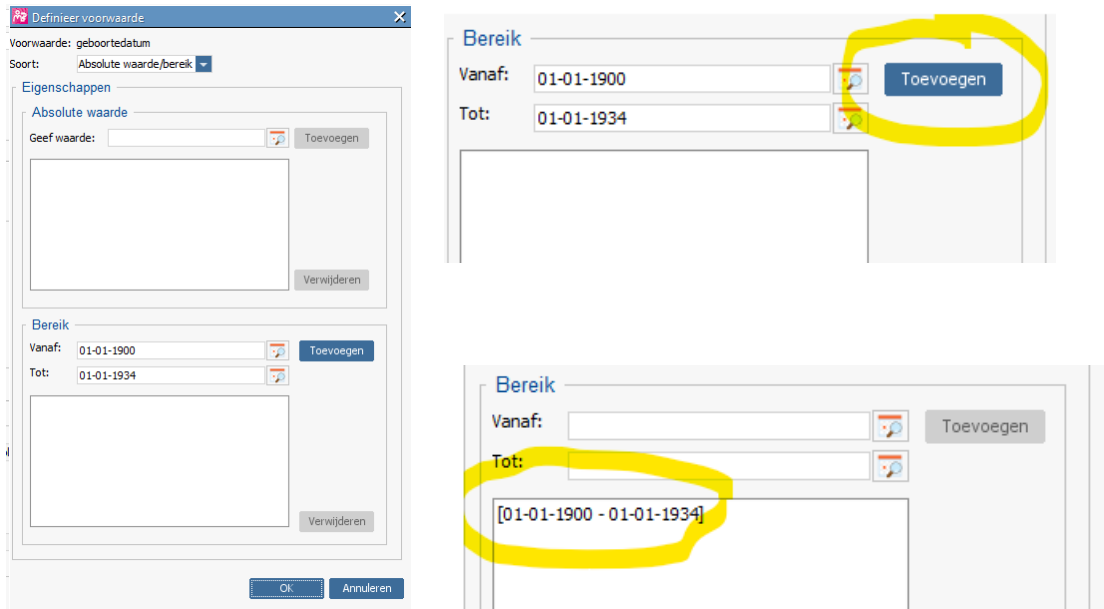 Definieer voorwaarde
Voorwaarde: geboortedatum
Soort: Absolute waarde/bereik
Eigenschappen
Absolute waarde
Geef waarde: Toevoegen
Verwijderen
Bereik
Vanaf: 01-01-1900 Toevoegen
Tot: 01-01-1934
Verwijderen
OK Annuleren
Bereik
Vanaf: 01-01-1900 Toevoegen
Tot: 01-01-1934
Bereik
Vanaf: Toevoegen
Tot:
[01-01-1900 - 01-01-1934]